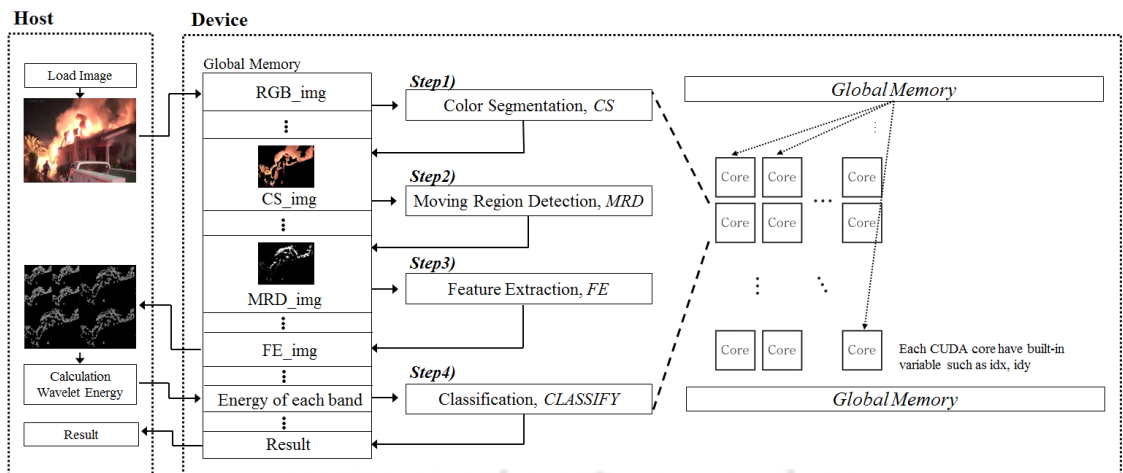 Host
Device
Load Image
Global Memory
RGB_img
Step1)
Color Segmentation, CS
CS_img
Step2)
Moving Region Detection, MRD
MRD_img
Step3)
Feature Extraction, FE
FE_img
Calculation
Wavelet Energy
Energy of each band
Step4)
Classification, CLASSIFY
Result
Result
Global Memory
Core
Core
Core
Core
Core
Core
Core
Core
Core
Each CUDA core have built-in
variable such as idx, idy
Global Memory